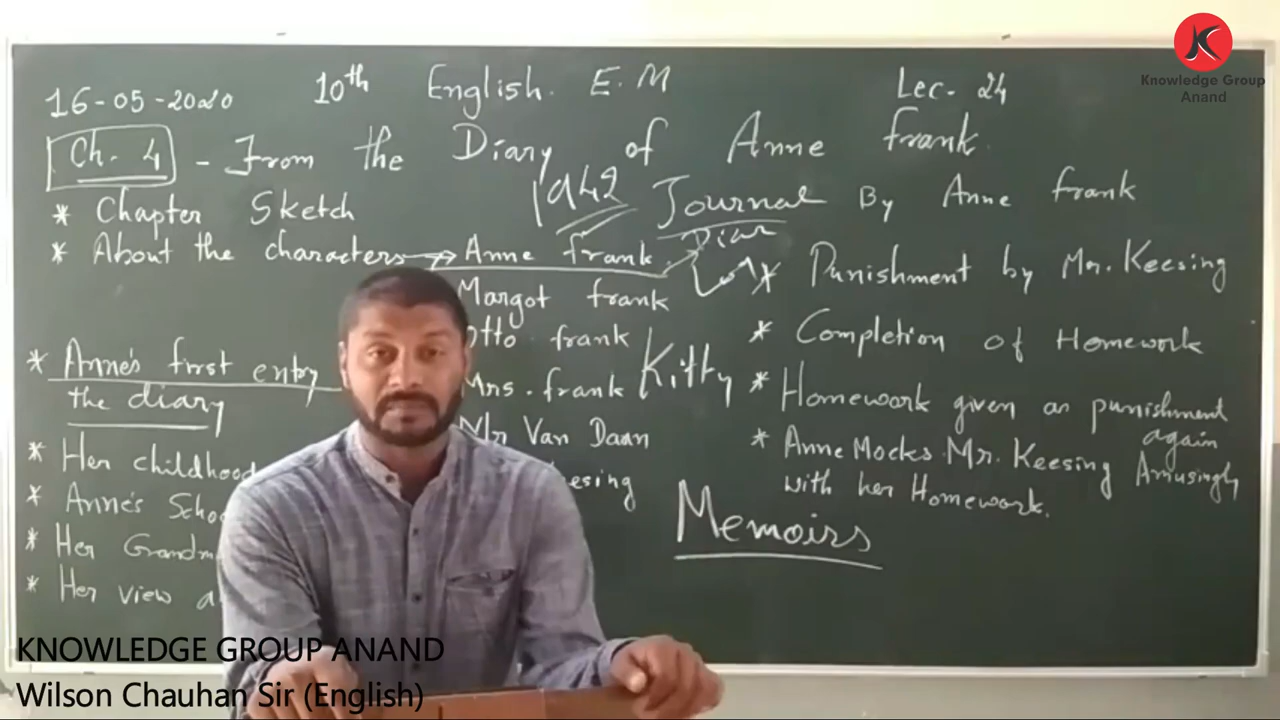 Knowledge Group
Anand
16-05-2020 10th English. E.M Lec. 24
Ch. 4 - From the Diary of Anne Frank.
1942 Journal By Anne Frank
* Chapter Sketch
* About the characters → Anne Frank. Diar
Margot Frank
Otto Frank
Mrs. Frank
Mr Van Daan
esing
Kitty
* Anne's first entry
the diary
* Her childhood
* Anne's Schoo
* Her Grandm
* Her view a
* Punishment by Mr. Keesing
* Completion of Homework
* Homework given as punishment
again
* Anne Mocks Mr. Keesing Amusingly
with her Homework.
Memoirs
KNOWLEDGE GROUP ANAND
Wilson Chauhan Sir (English)